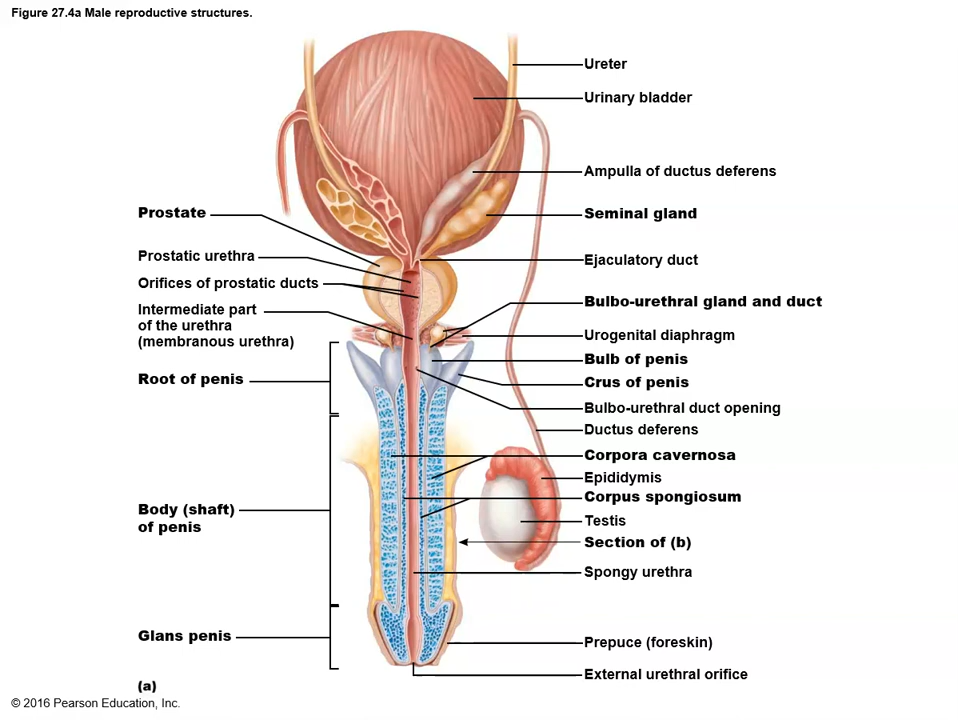 Figure 27.4a Male reproductive structures.
Ureter
Urinary bladder
Ampulla of ductus deferens
Prostate
Seminal gland
Prostatic urethra
Ejaculatory duct
Orifices of prostatic ducts
Bulbo-urethral gland and duct
Intermediate part
of the urethra
(membranous urethra)
Urogenital diaphragm
Bulb of penis
Root of penis
Crus of penis
Bulbo-urethral duct opening
Ductus deferens
Corpora cavernosa
Epididymis
Corpus spongiosum
Body (shaft)
of penis
Testis
Section of (b)
Spongy urethra
Glans penis
Prepuce (foreskin)
External urethral orifice
(a)
© 2016 Pearson Education, Inc.